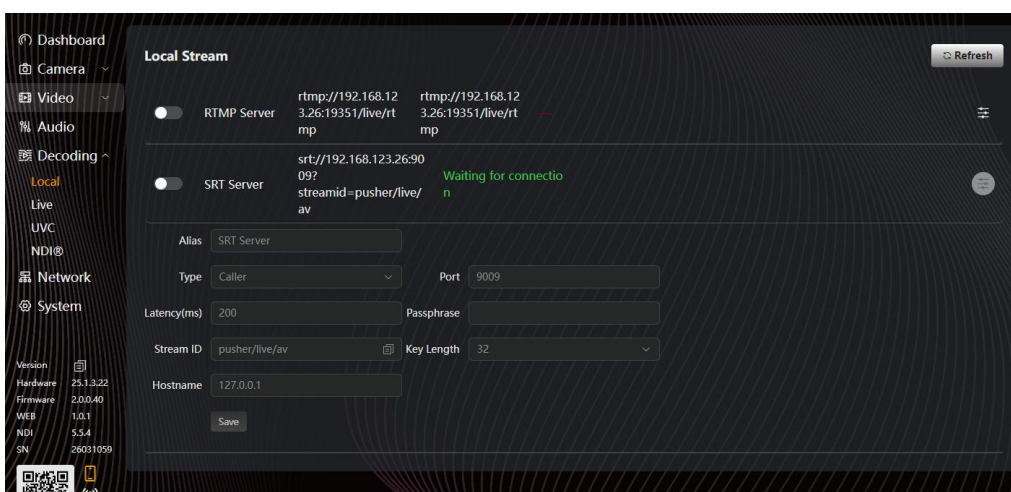 Dashboard
Camera
Video
Audio
Decoding
Local
Live
UVC
NDI®
Network
System
Version
Hardware 25.1.3.22
Firmware 2.0.0.40
WEB 1.0.1
NDI 5.5.4
SN 26031059
Local Stream
Refresh
RTMP Server
rtmp://192.168.12
3.26:19351/live/rt
mp
rtmp://192.168.12
3.26:19351/live/rt
mp
SRT Server
srt://192.168.123.26:90
09?
streamid=pusher/live/
av
Waiting for connectio
n
Alias SRT Server
Type Caller Port 9009
Latency(ms) 200 Passphrase
Stream ID pusher/live/av Key Length 32
Hostname 127.0.0.1
Save